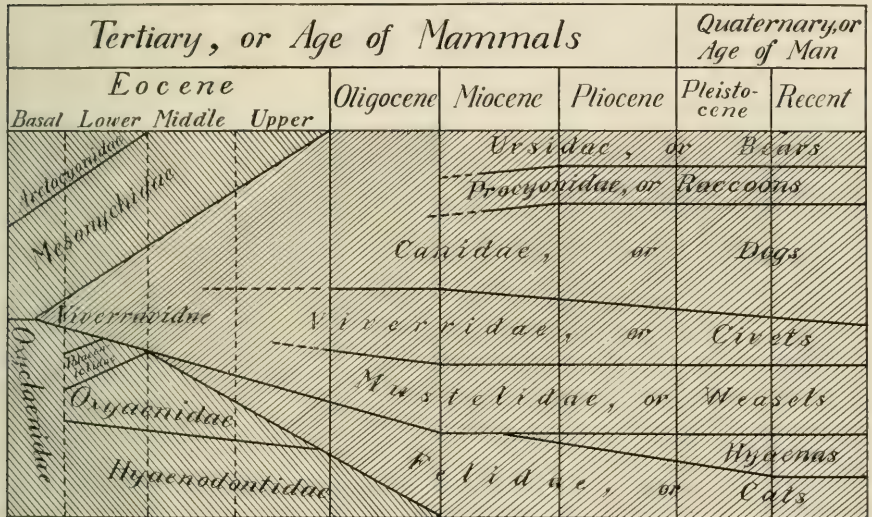 Tertiary, or Age of Mammals
Quaternary, or
Age of Man
Eocene
Basal Lower Middle Upper
Oligocene
Miocene
Pliocene
Pleisto-
cene
Recent
Arctocyonidae
Mesonychidae
Ursidae, or Bears
Procyonidae, or Raccoons
Canidae, or Dogs
Viverravidae
Viverridae, or Civets
Oxyclaenidae
Mustelidae, or Weasels
Oxyaenidae
Hyaenas
Hyaenodontidae
Felidae, or Cats